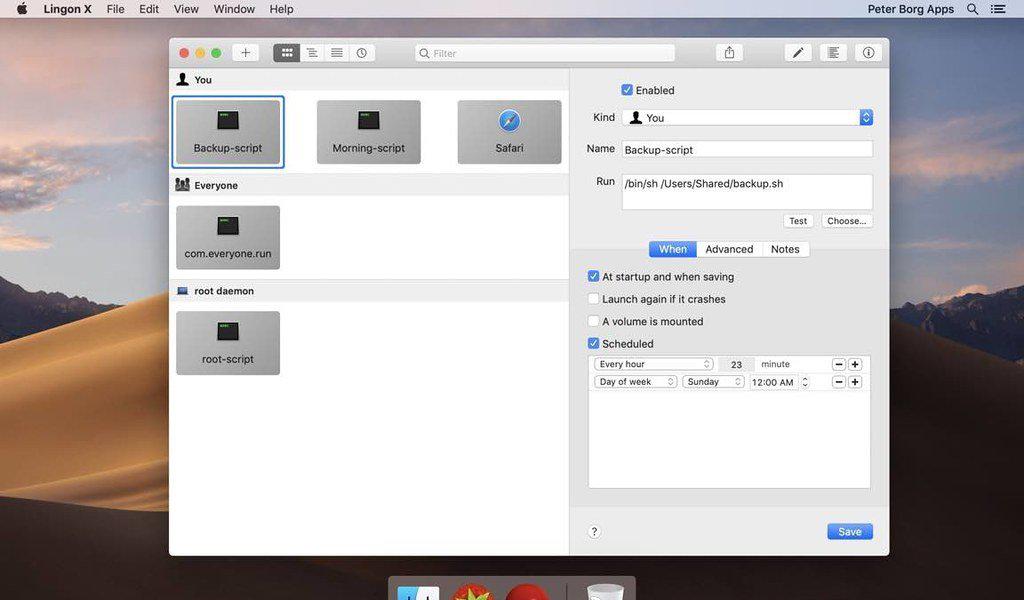 Lingon X File Edit View Window Help Peter Borg Apps
Filter
You
Backup-script Morning-script Safari
Everyone
com.everyone.run
root daemon
root-script
Enabled
Kind You
Name Backup-script
Run /bin/sh /Users/Shared/backup.sh
Test Choose...
When Advanced Notes
At startup and when saving
Launch again if it crashes
A volume is mounted
Scheduled
Every hour 23 minute
Day of week Sunday 12:00 AM
? Save